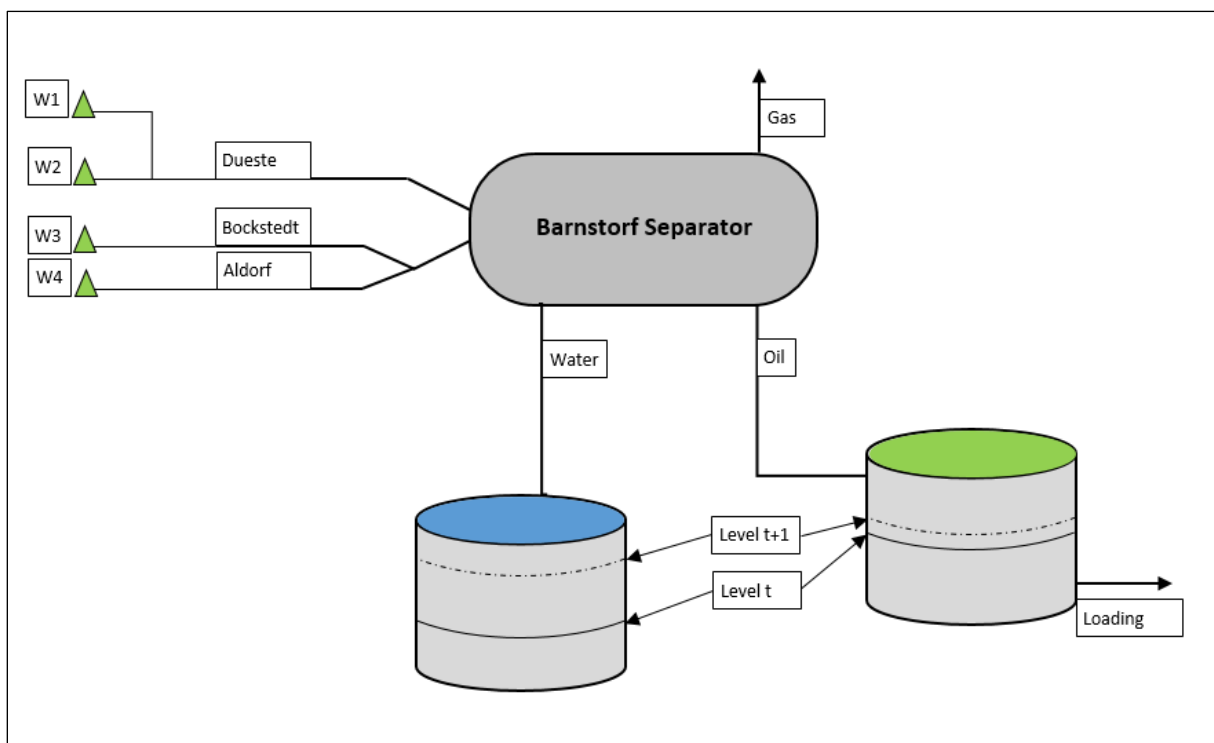 W1
Gas
W2
Dueste
Barnstorf Separator
W3
Bockstedt
W4
Aldorf
Water
Oil
Level t+1
Level t
Loading